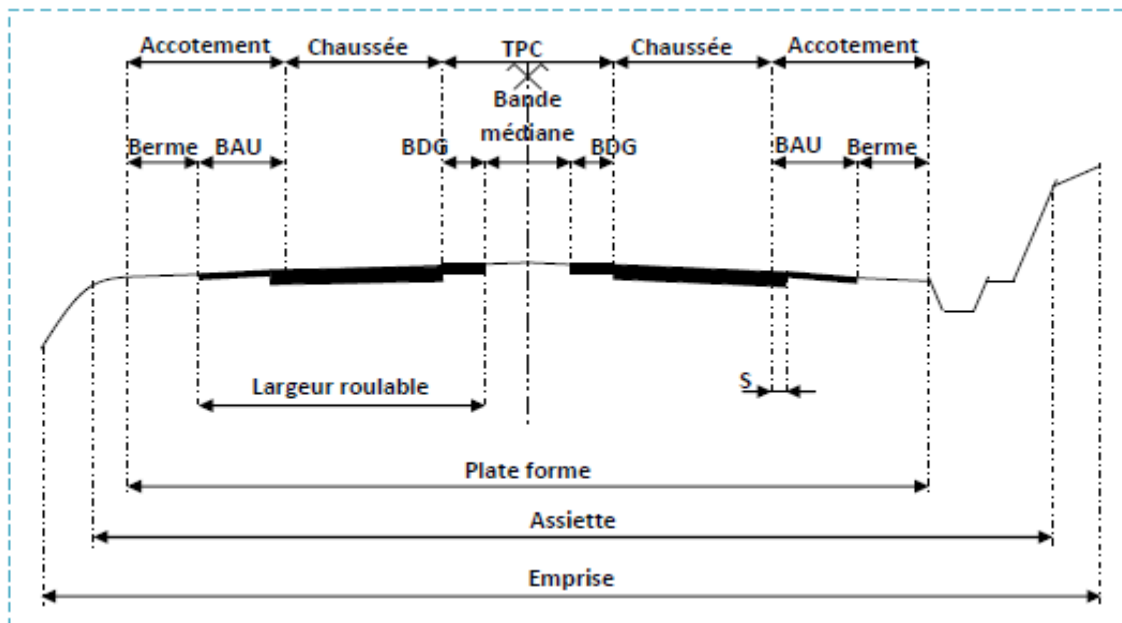 Accotement Chaussée TPC Chaussée Accotement
Bande
médiane
Berme BAU BDG BDG BAU Berme
Largeur roulable S
Plate forme
Assiette
Emprise